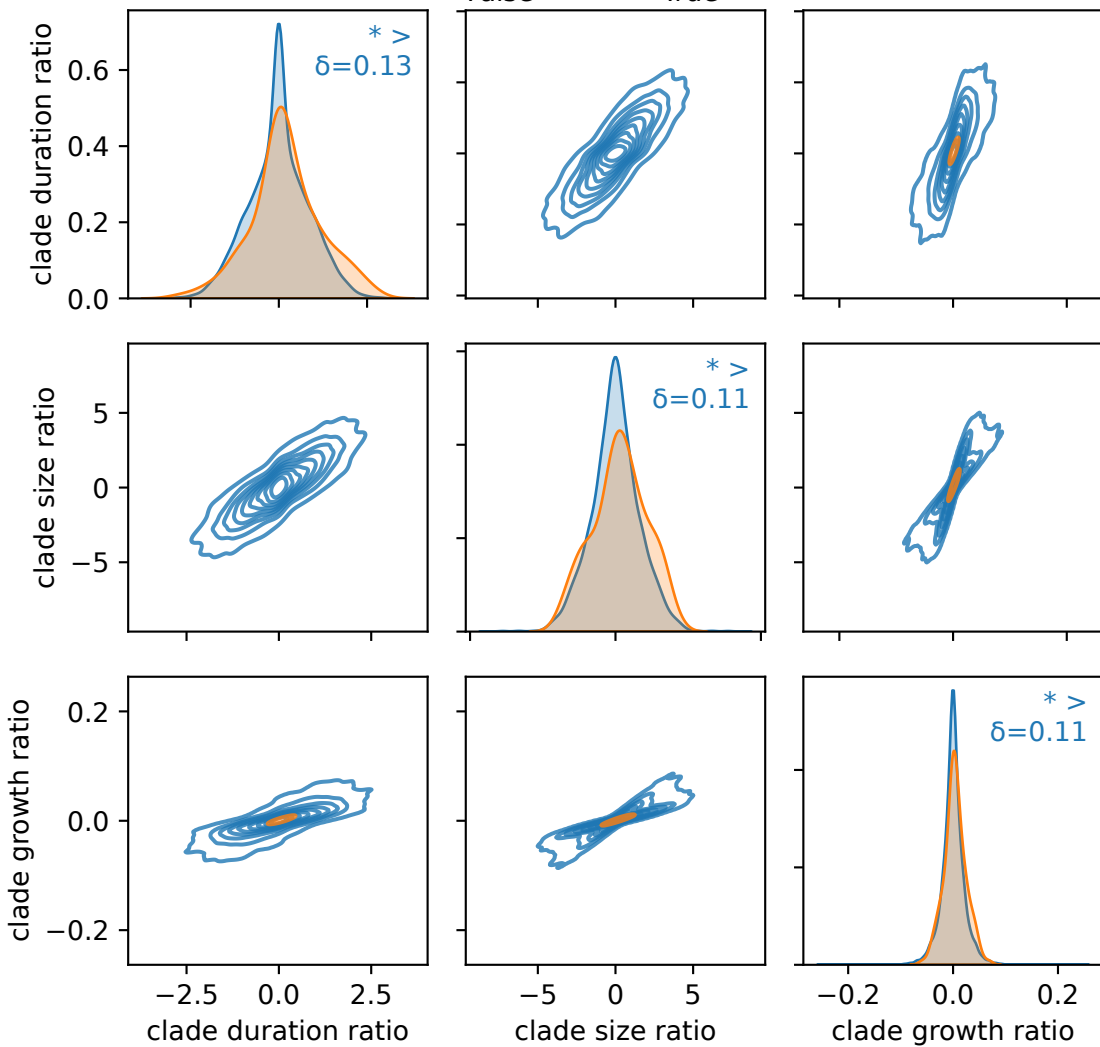 clade duration ratio
0.6
0.4
0.2
0.0
* >
δ=0.13
clade size ratio
5
0
−5
* >
δ=0.11
clade growth ratio
0.2
0.0
−0.2
* >
δ=0.11
−2.5 0.0 2.5
−5 0 5
−0.2 0.0 0.2
clade duration ratio
clade size ratio
clade growth ratio